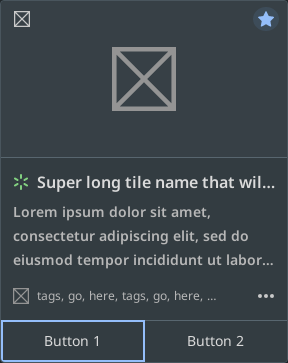 Super long tile name that wil...
Lorem ipsum dolor sit amet,
consectetur adipiscing elit, sed do
eiusmod tempor incididunt ut labor...
tags, go, here, tags, go, here, ...
Button 1
Button 2